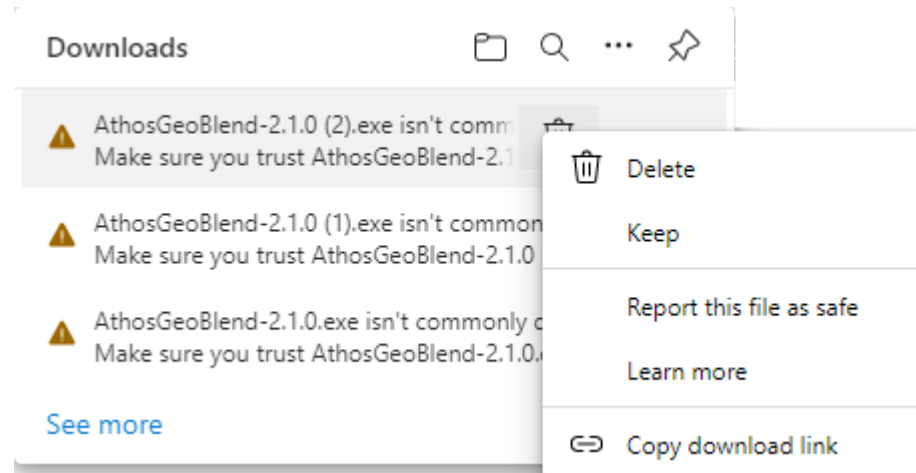 Downloads
AthosGeoBlend-2.1.0 (2).exe isn't comm
Make sure you trust AthosGeoBlend-2.1
AthosGeoBlend-2.1.0 (1).exe isn't common
Make sure you trust AthosGeoBlend-2.1.0
AthosGeoBlend-2.1.0.exe isn't commonly
Make sure you trust AthosGeoBlend-2.1.0.
See more
Delete
Keep
Report this file as safe
Learn more
Copy download link